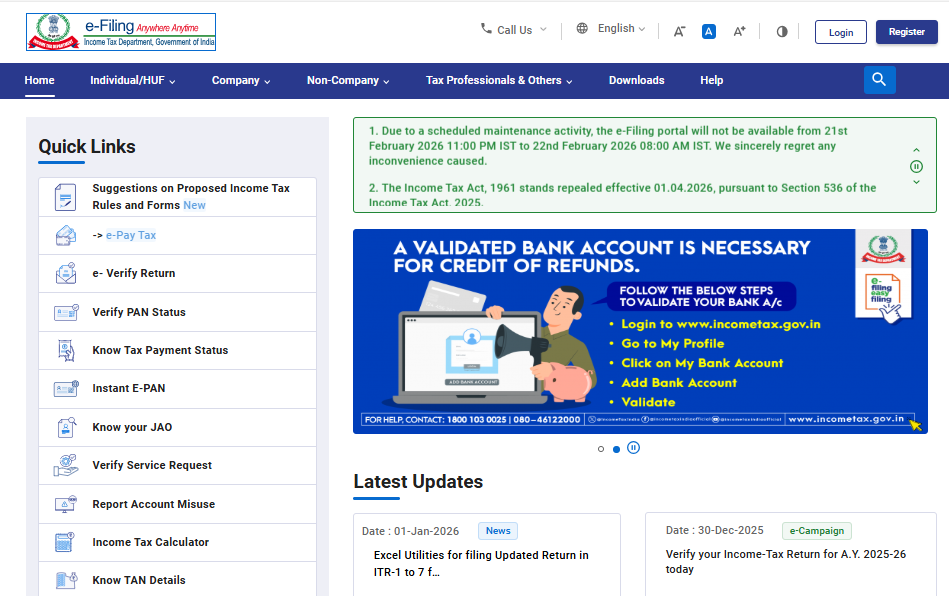 e-Filing Anywhere Anytime
Income Tax Department, Government of India
Call Us
English
A-
A
A+
Login
Register
Home
Individual/HUF
Company
Non-Company
Tax Professionals & Others
Downloads
Help
Quick Links
Suggestions on Proposed Income Tax
Rules and Forms New
-> e-Pay Tax
e- Verify Return
Verify PAN Status
Know Tax Payment Status
Instant E-PAN
Know your JAO
Verify Service Request
Report Account Misuse
Income Tax Calculator
Know TAN Details
1. Due to a scheduled maintenance activity, the e-Filing portal will not be available from 21st
February 2026 11:00 PM IST to 22nd February 2026 08:00 AM IST. We sincerely regret any
inconvenience caused.
2. The Income Tax Act, 1961 stands repealed effective 01.04.2026, pursuant to Section 536 of the
Income Tax Act, 2025.
A VALIDATED BANK ACCOUNT IS NECESSARY
FOR CREDIT OF REFUNDS.
e-
filing
easy
filing
FOLLOW THE BELOW STEPS
TO VALIDATE YOUR BANK A/c
• Login to www.incometax.gov.in
• Go to My Profile
• Click on My Bank Account
• Add Bank Account
• Validate
ADD BANK ACCOUNT
FOR HELP, CONTACT: 1800 103 0025 | 080-46122000
@incometaxindia @incometaxindiaofficial @incometaxindiaofficial
www.incometax.gov.in
Latest Updates
Date : 01-Jan-2026 News
Excel Utilities for filing Updated Return in
ITR-1 to 7 f...
Date : 30-Dec-2025 e-Campaign
Verify your Income-Tax Return for A.Y. 2025-26
today